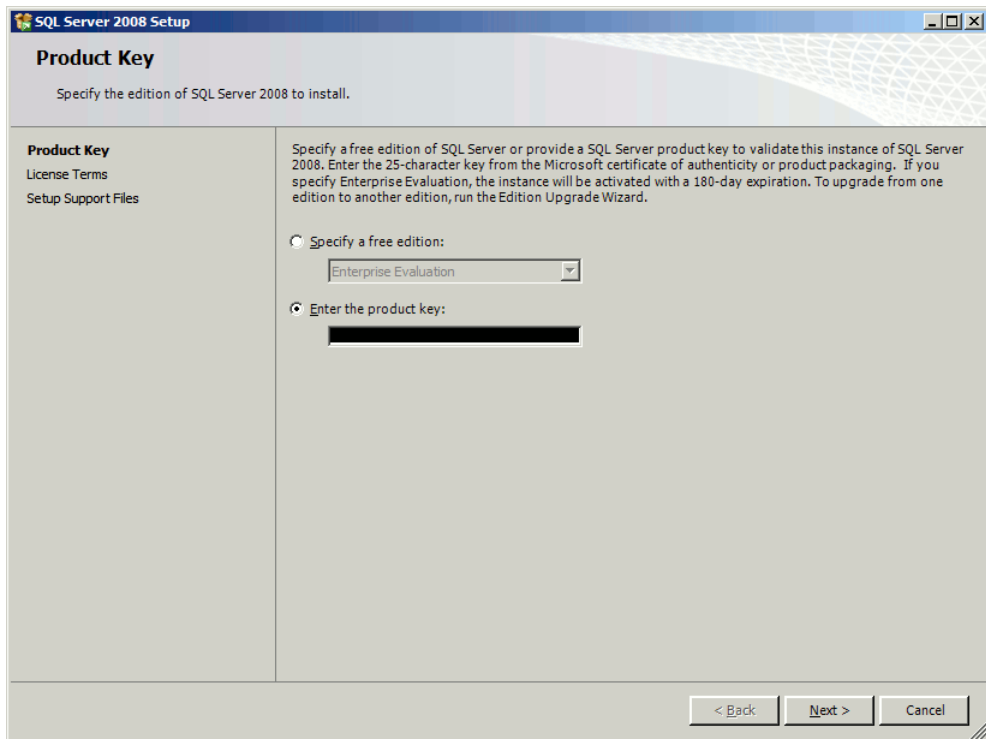 SQL Server 2008 Setup
Product Key
Specify the edition of SQL Server 2008 to install.
Product Key
License Terms
Setup Support Files
Specify a free edition of SQL Server or provide a SQL Server product key to validate this instance of SQL Server
2008. Enter the 25-character key from the Microsoft certificate of authenticity or product packaging. If you
specify Enterprise Evaluation, the instance will be activated with a 180-day expiration. To upgrade from one
edition to another edition, run the Edition Upgrade Wizard.
Specify a free edition:
Enterprise Evaluation
Enter the product key:
< Back
Next >
Cancel